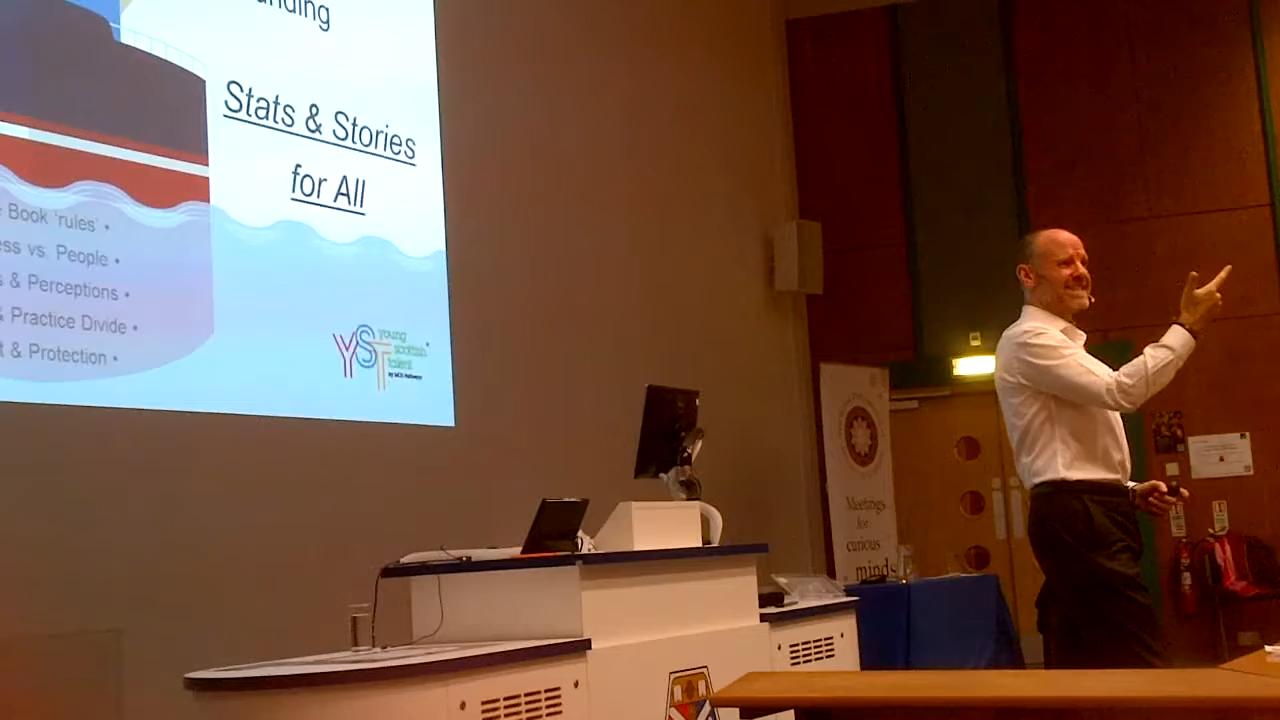 Stats & Stories
for All
Book 'rules' •
vs. People •
& Perceptions •
& Practice Divide •
& Protection •
YST
young
scottish
talent
Meetings
for
curious
minds